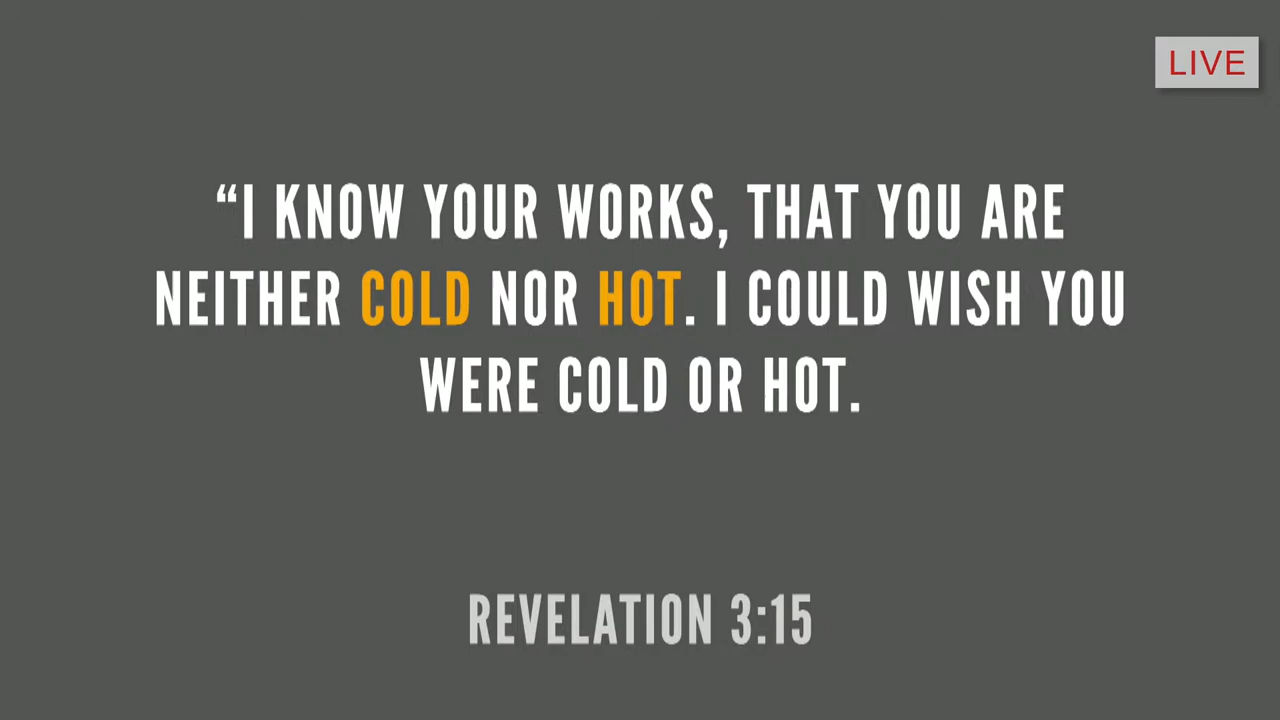 LIVE
“I KNOW YOUR WORKS, THAT YOU ARE
NEITHER COLD NOR HOT. I COULD WISH YOU
WERE COLD OR HOT.
REVELATION 3:15